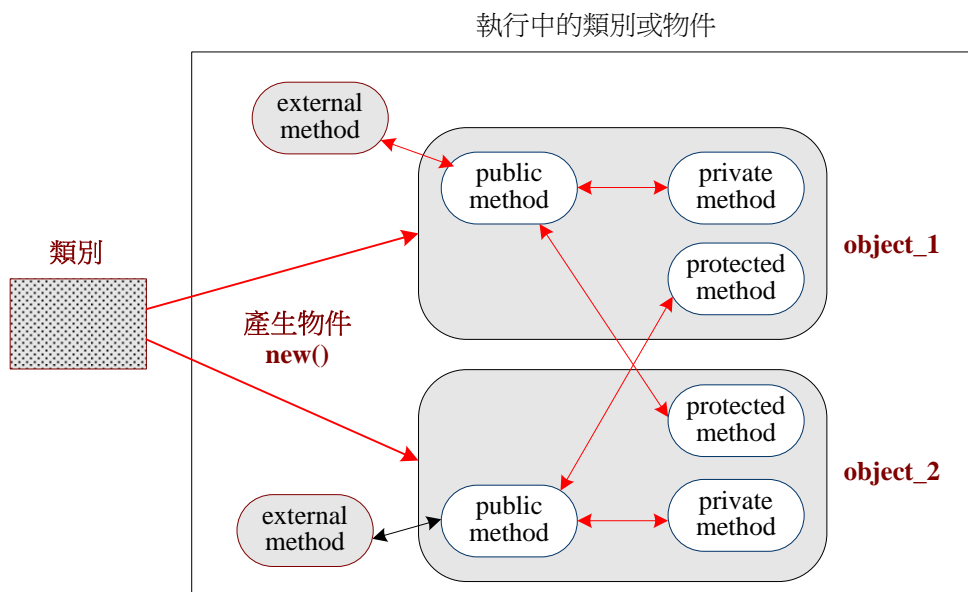 執行中的類別或物件
external
method
public
method
private
method
object_1
protected
method
類別
產生物件
new()
protected
method
object_2
external
method
public
method
private
method